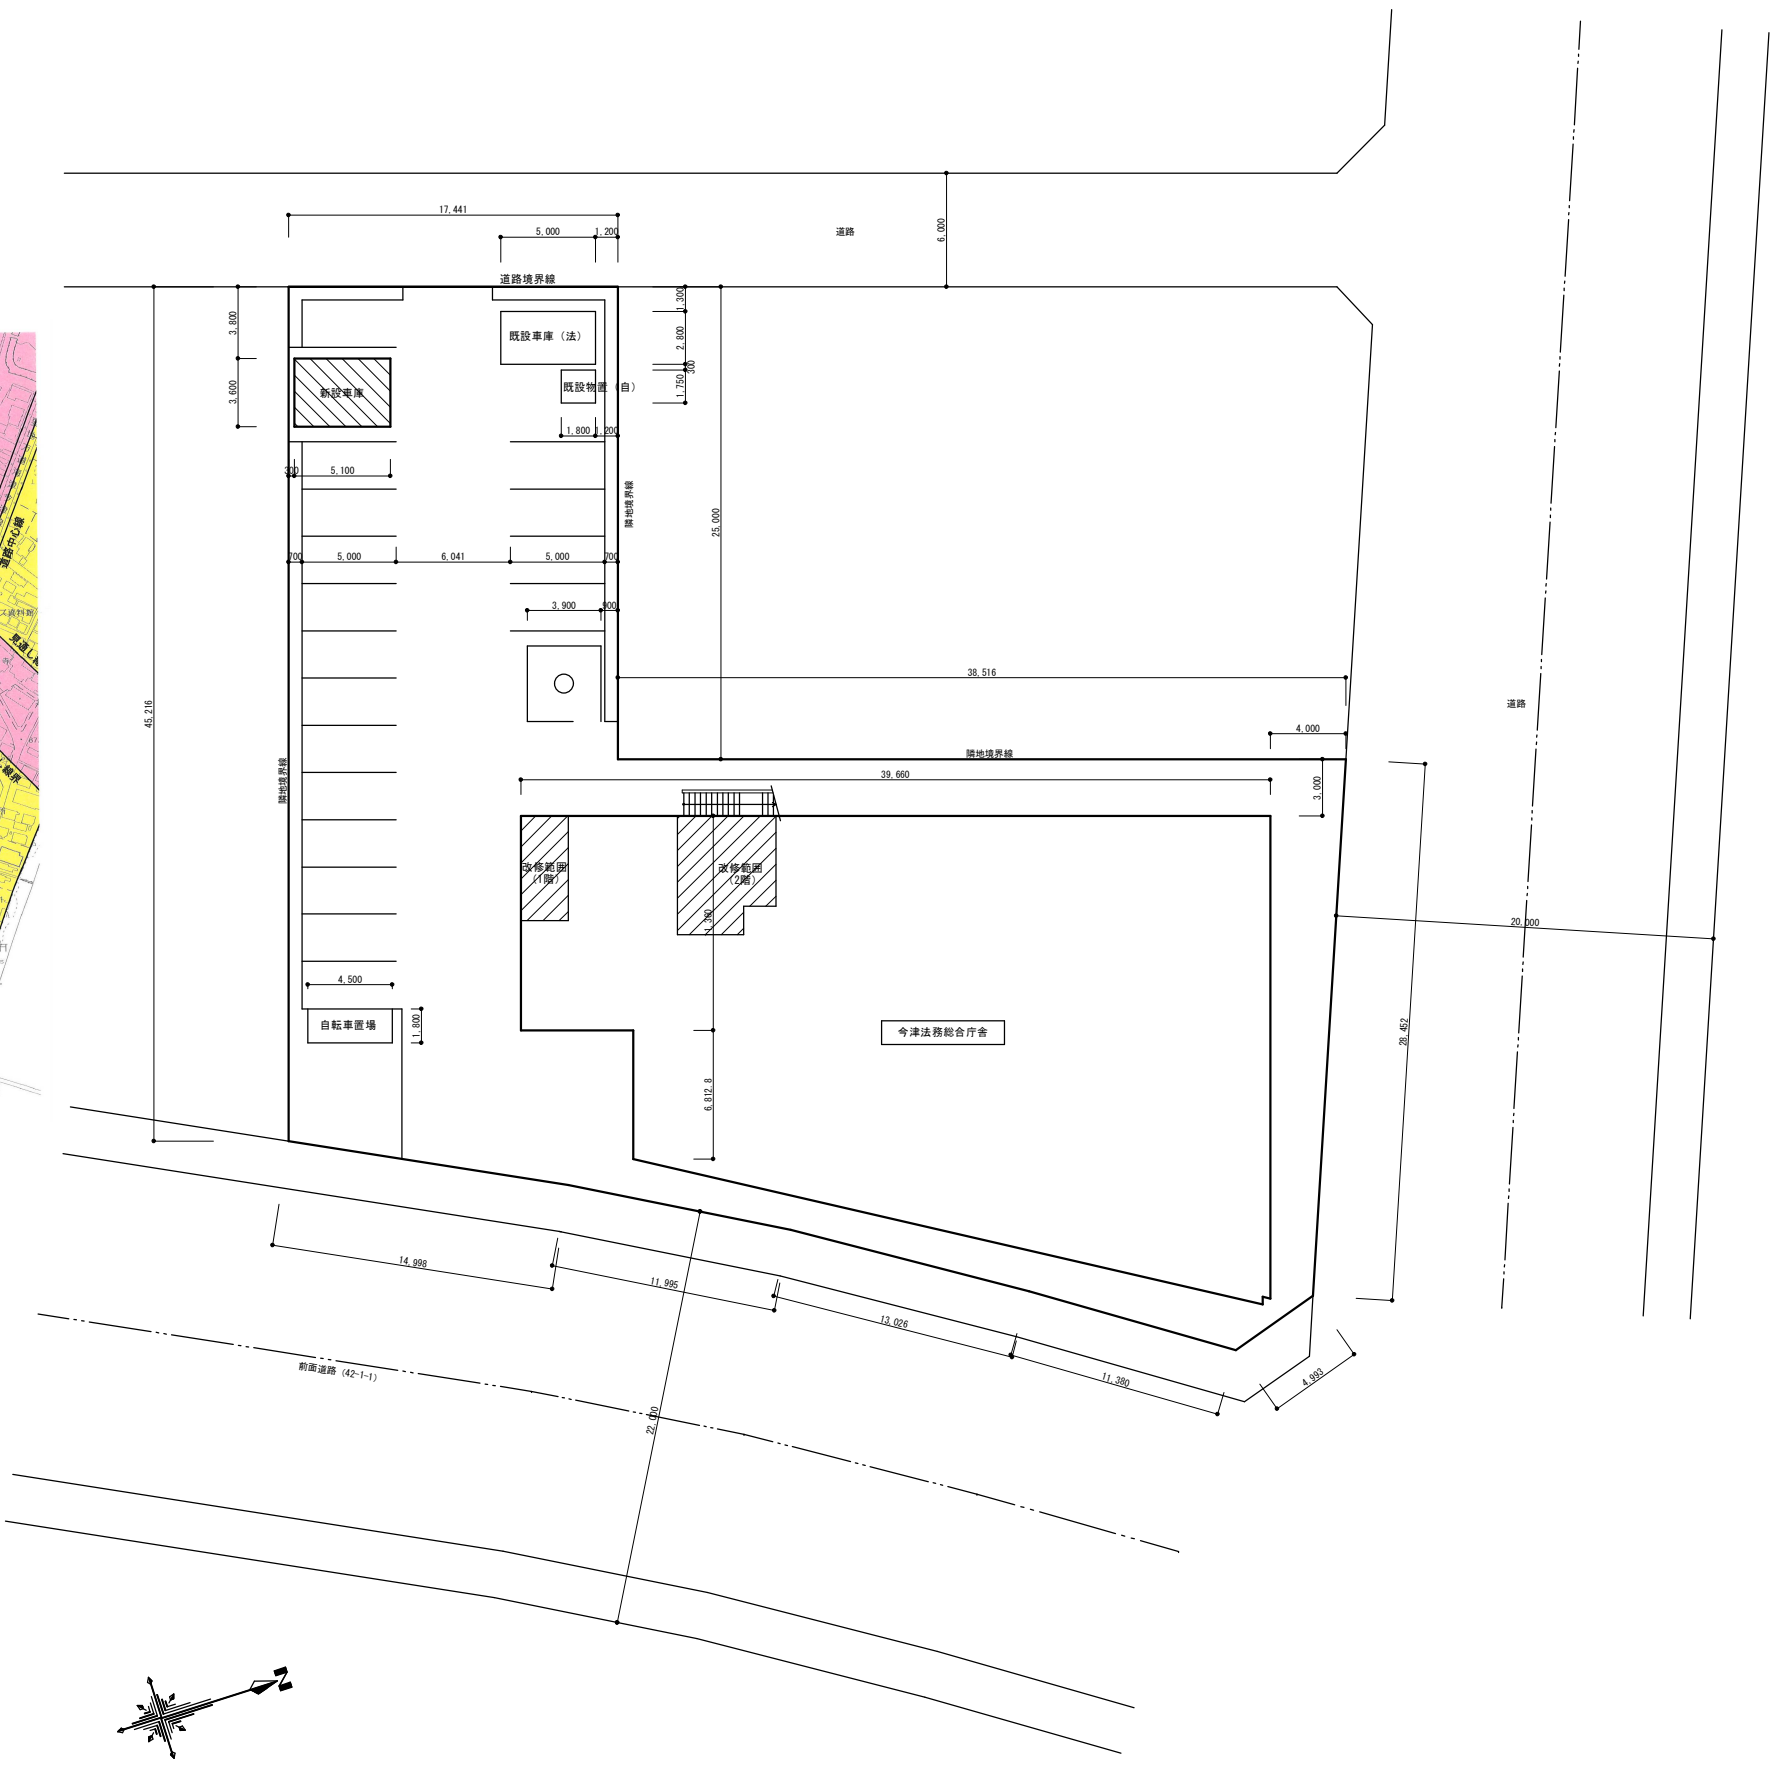 17,441
5,000
1,200
道路
6,000
道路境界線
3,800
1,300
既設車庫（法）
2,800
300
新設車庫
3,600
既設物置（自）
1,750
1,800
1,200
300
5,100
隣地境界線
25,000
道路中心線
700
5,000
6,041
5,000
700
3,900
900
38,516
45,216
道路
4,000
隣地境界線
隣地境界線
39,660
3,000
改修範囲
(1階)
改修範囲
(2階)
20,000
4,500
自転車置場
1,800
今津法務総合庁舎
28,452
6,812.8
14,998
11,995
13,026
11,380
4,993
前面道路 (42-1-1)
22,000
N